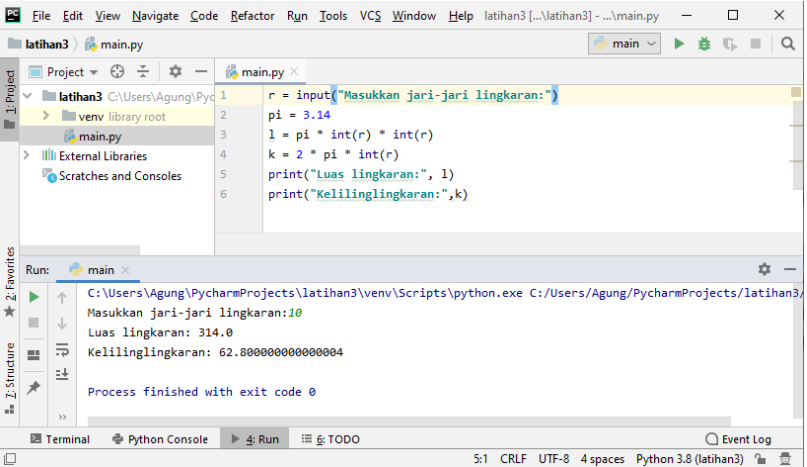 PC File Edit View Navigate Code Refactor Run Tools VCS Window Help latihan3 [...\latihan3] - ...\main.py
latihan3 main.py main
1: Project
Project main.py
latihan3 C:\Users\Agung\Pyc
venv library root
main.py
External Libraries
Scratches and Consoles
1 r = input("Masukkan jari-jari lingkaran:")
2 pi = 3.14
3 l = pi * int(r) * int(r)
4 k = 2 * pi * int(r)
5 print("Luas lingkaran:", l)
6 print("Kelilinglingkaran:",k)
2: Favorites
Z: Structure
Run: main
C:\Users\Agung\PycharmProjects\latihan3\venv\Scripts\python.exe C:/Users/Agung/PycharmProjects/latihan3/
Masukkan jari-jari lingkaran:10
Luas lingkaran: 314.0
Kelilinglingkaran: 62.800000000000004
Process finished with exit code 0
Terminal Python Console 4: Run 6: TODO Event Log
5:1 CRLF UTF-8 4 spaces Python 3.8 (latihan3)